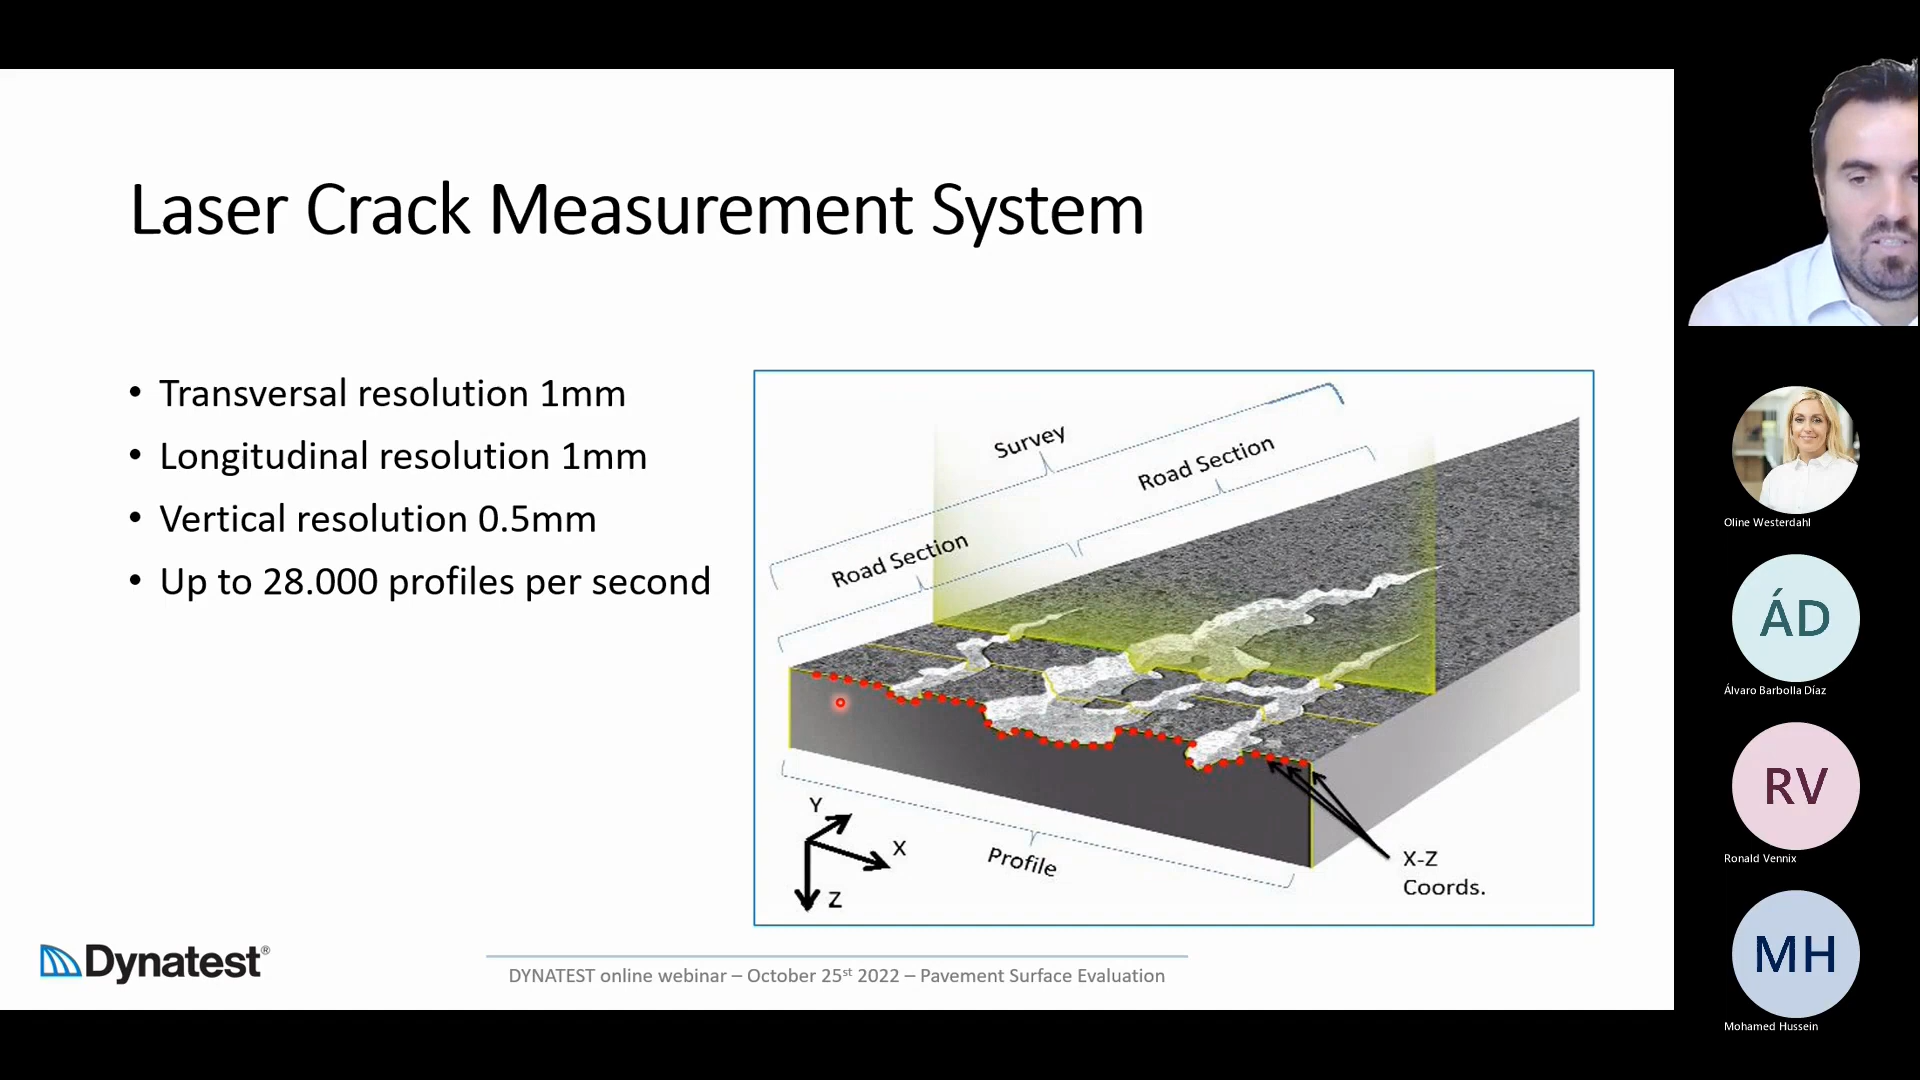 Laser Crack Measurement System
• Transversal resolution 1mm
• Longitudinal resolution 1mm
• Vertical resolution 0.5mm
• Up to 28.000 profiles per second
Survey
Road Section
Road Section
Y
X
Z
Profile
X-Z
Coords.
Dynatest®
DYNATEST online webinar – October 25st 2022 – Pavement Surface Evaluation
Oline Westerdahl
ÁD
Álvaro Barbolla Díaz
RV
Ronald Vennix
MH
Mohamed Hussein